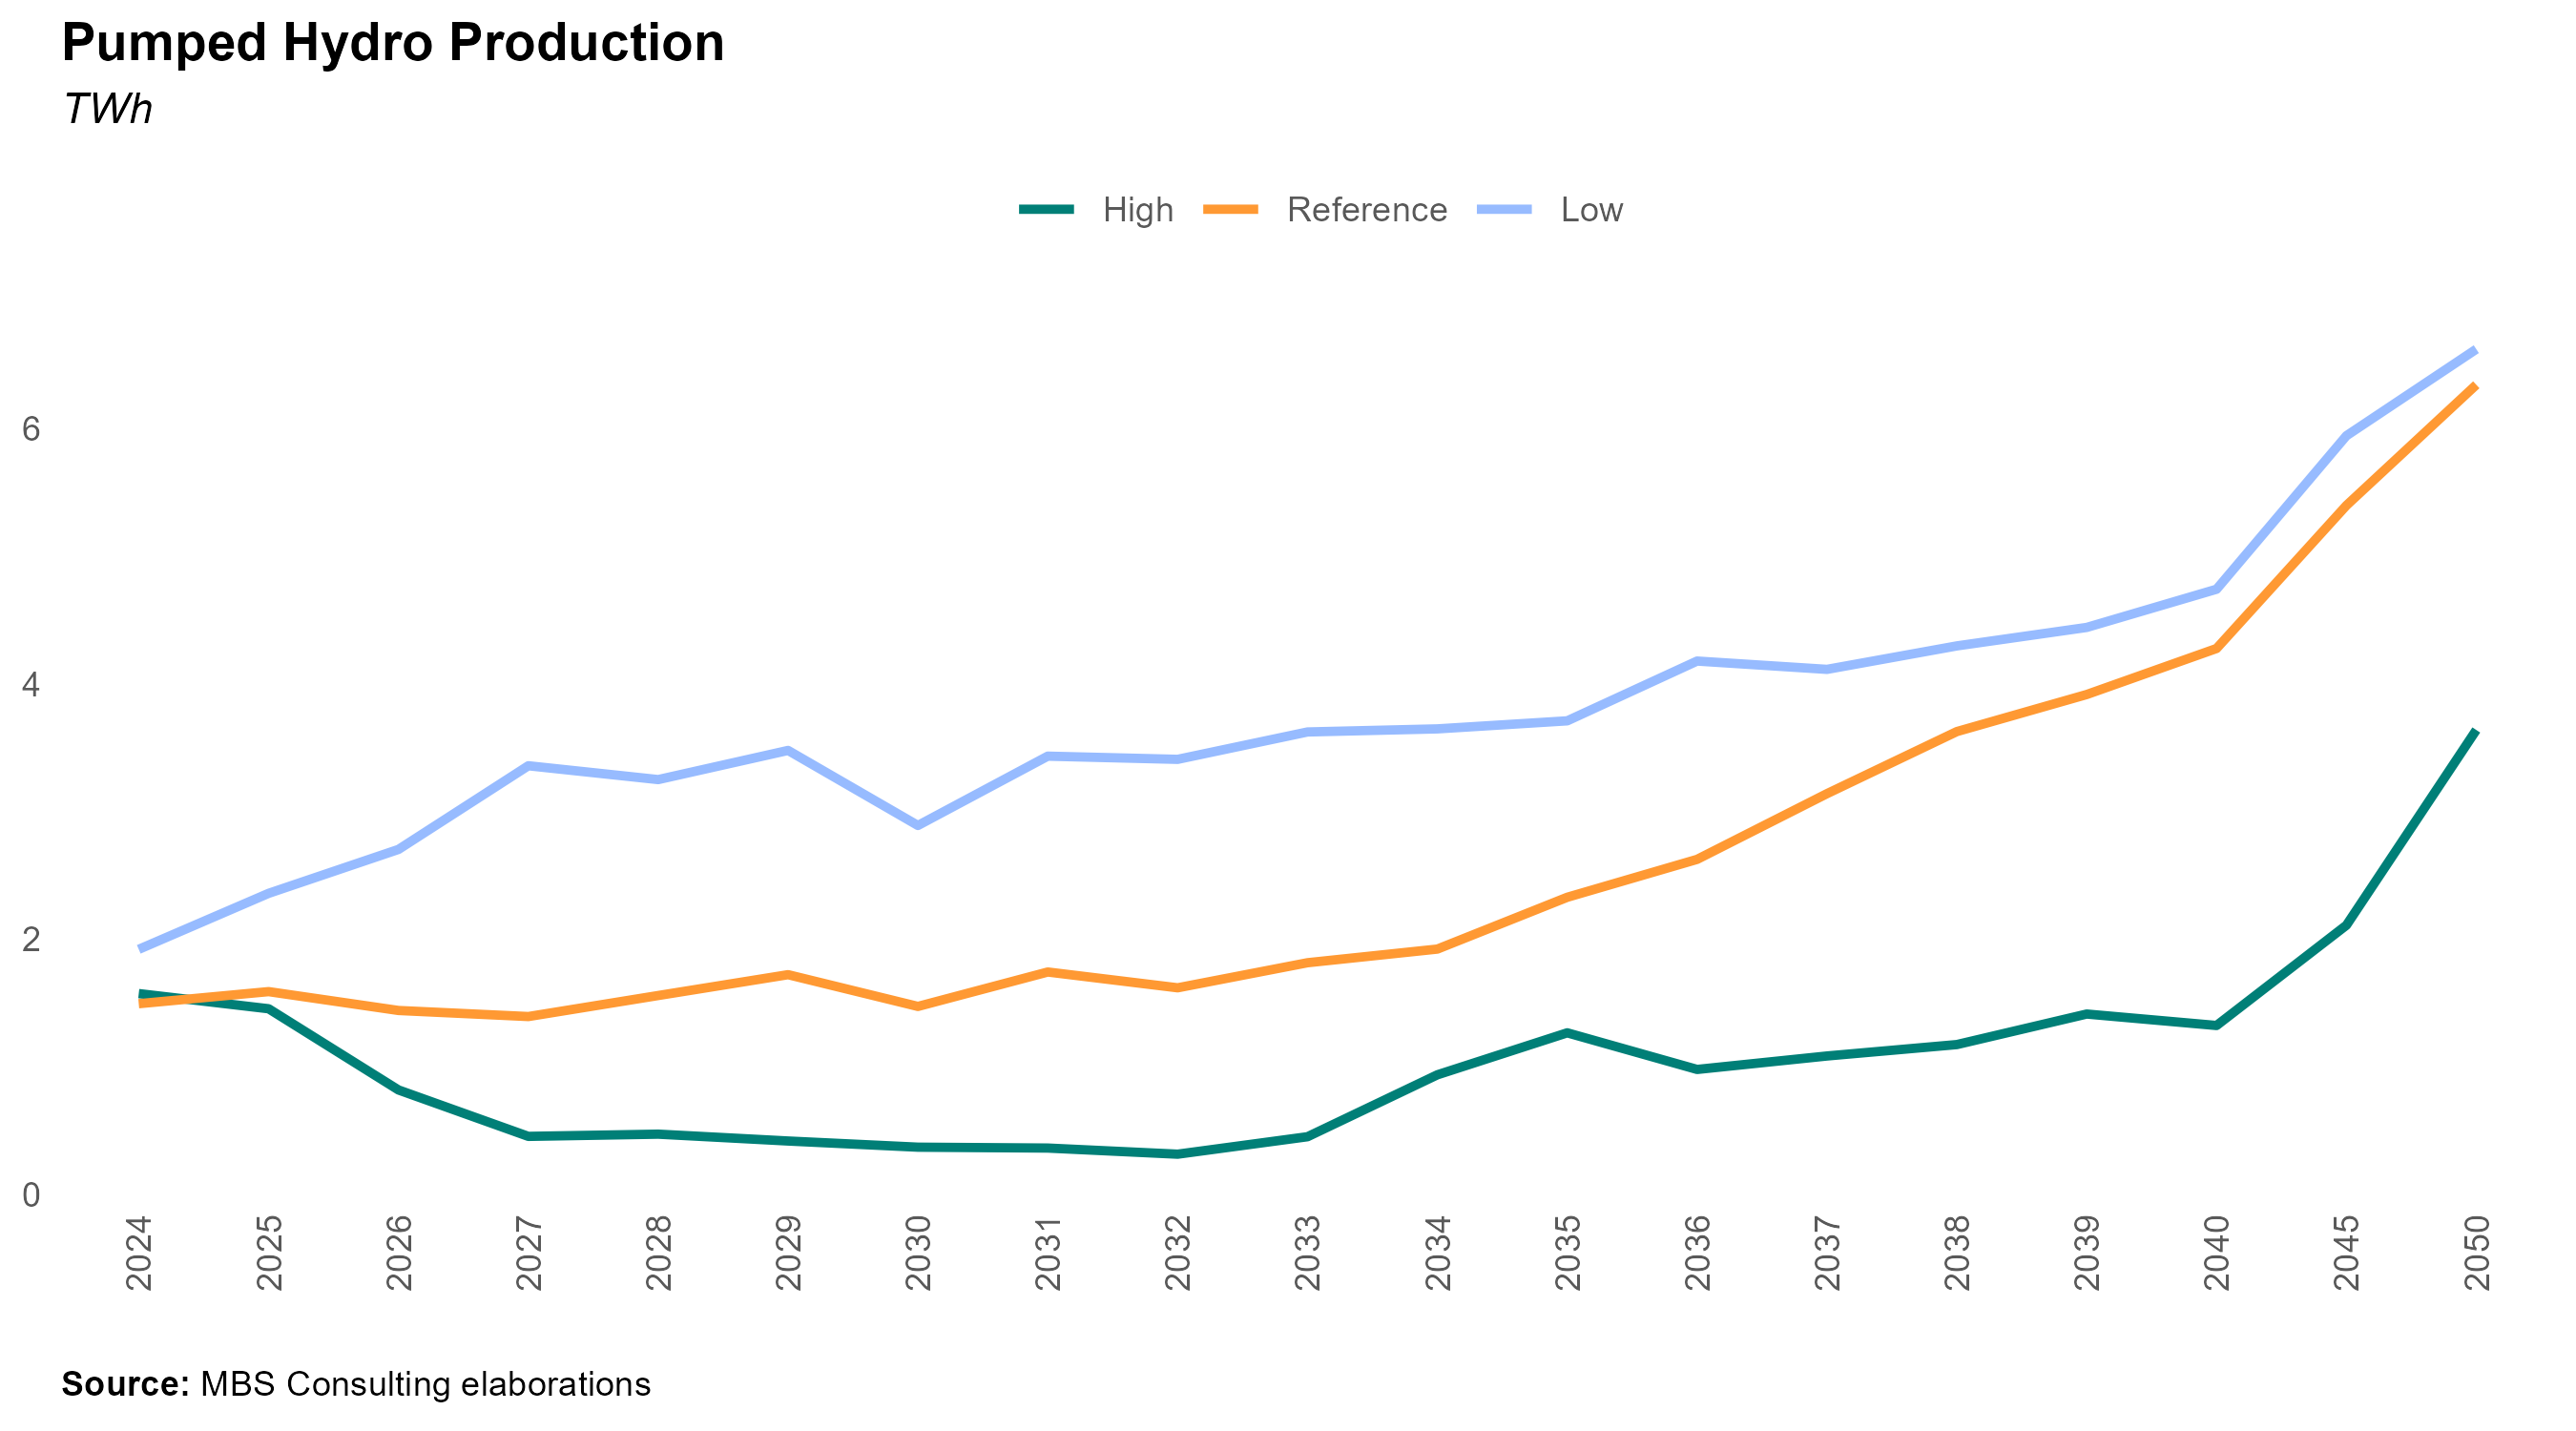 Pumped Hydro Production
TWh
High Reference Low
6
4
2
0
2024 2025 2026 2027 2028 2029 2030 2031 2032 2033 2034 2035 2036 2037 2038 2039 2040 2045 2050
Source: MBS Consulting elaborations